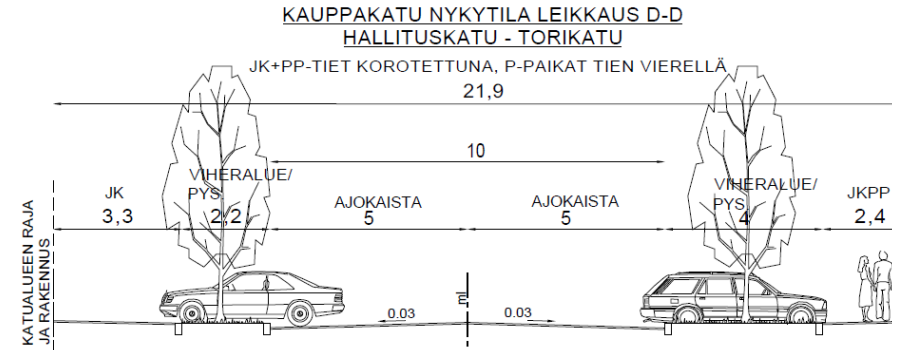 KAUPPAKATU NYKYTILA LEIKKAUS D-D
HALLITUSKATU - TORIKATU
JK+PP-TIET KOROTETTUNA, P-PAIKAT TIEN VIERELLÄ
21,9
10
JK
3,3
VIHERALUE/
PYS
2,2
AJOKAISTA
5
AJOKAISTA
5
VIHERALUE/
PYS
4
JKPP
2,4
KATUALUEEN RAJA
JA RAKENNUS
0.03
ml
0.03